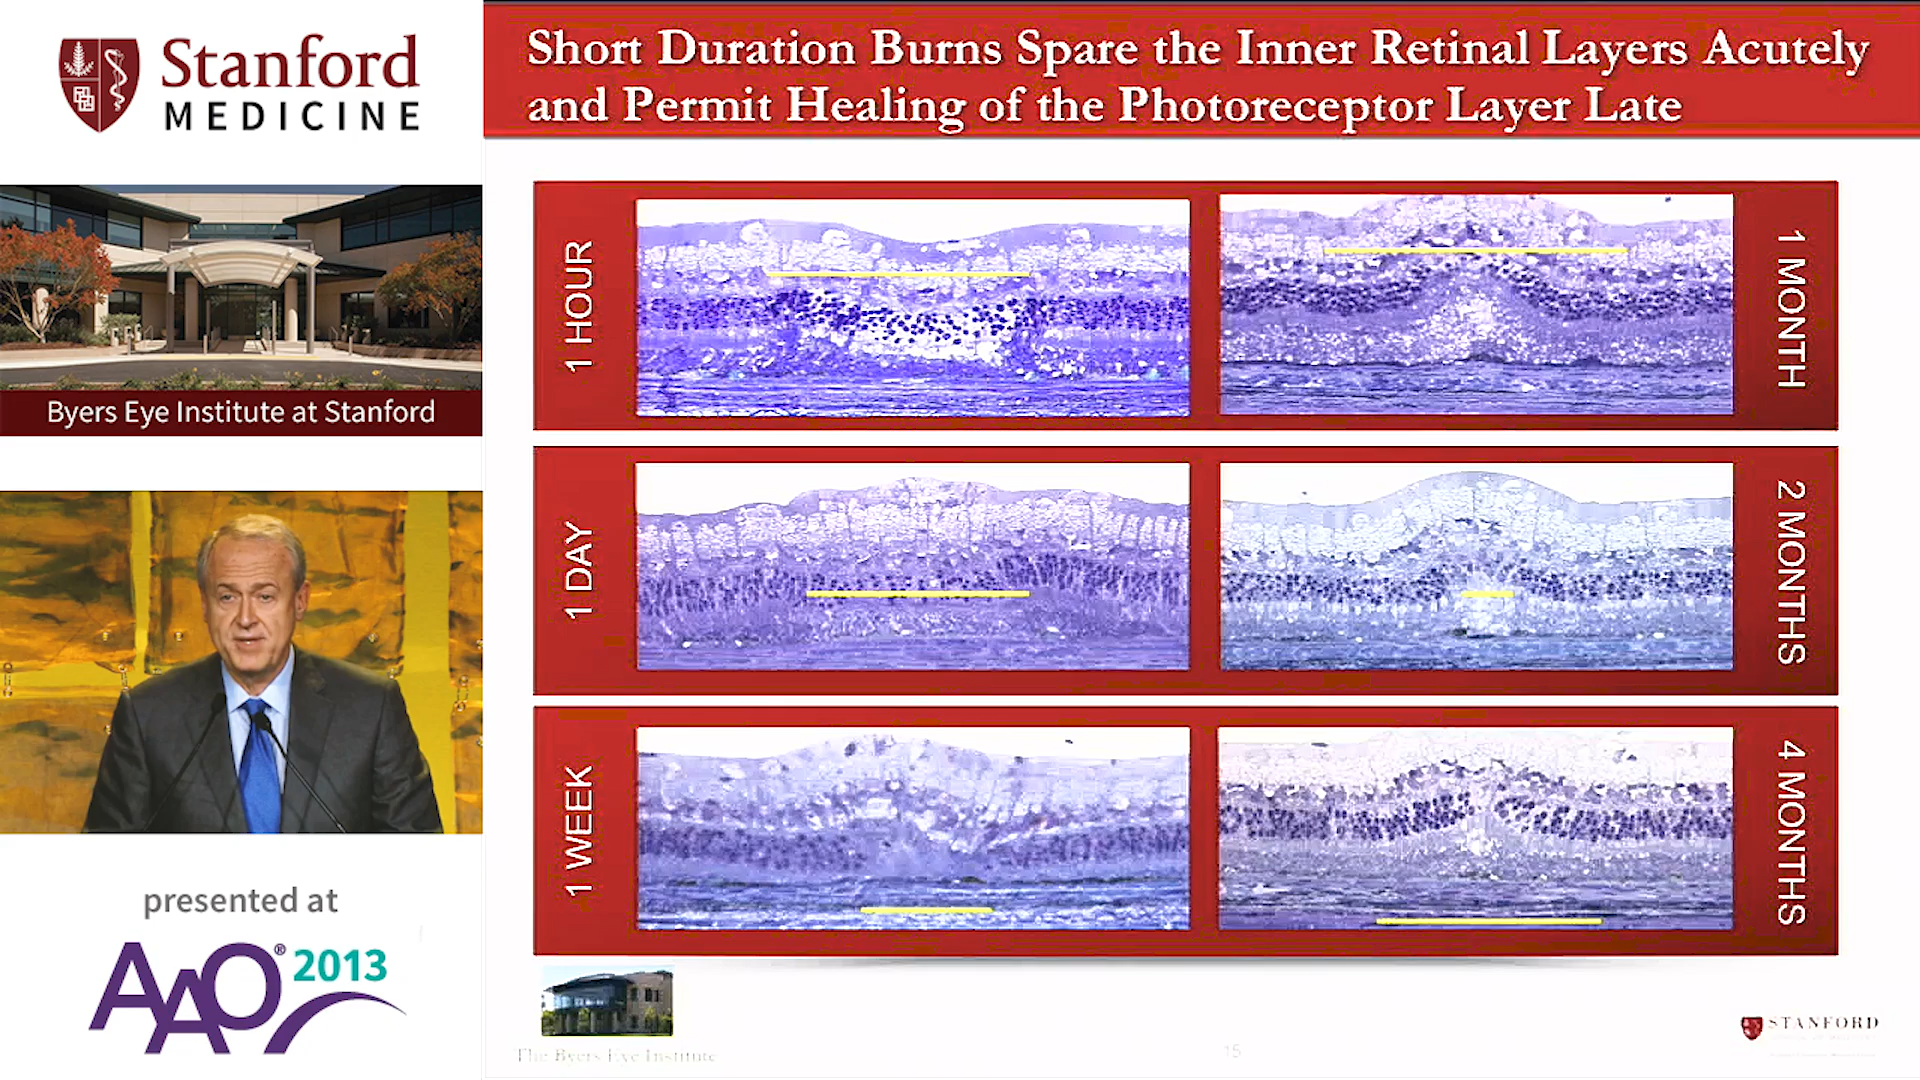 Stanford
MEDICINE
Byers Eye Institute at Stanford
presented at
AAO® 2013
Short Duration Burns Spare the Inner Retinal Layers Acutely
and Permit Healing of the Photoreceptor Layer Late
1 HOUR
1 MONTH
1 DAY
2 MONTHS
1 WEEK
4 MONTHS
The Byers Eye Institute
15
STANFORD